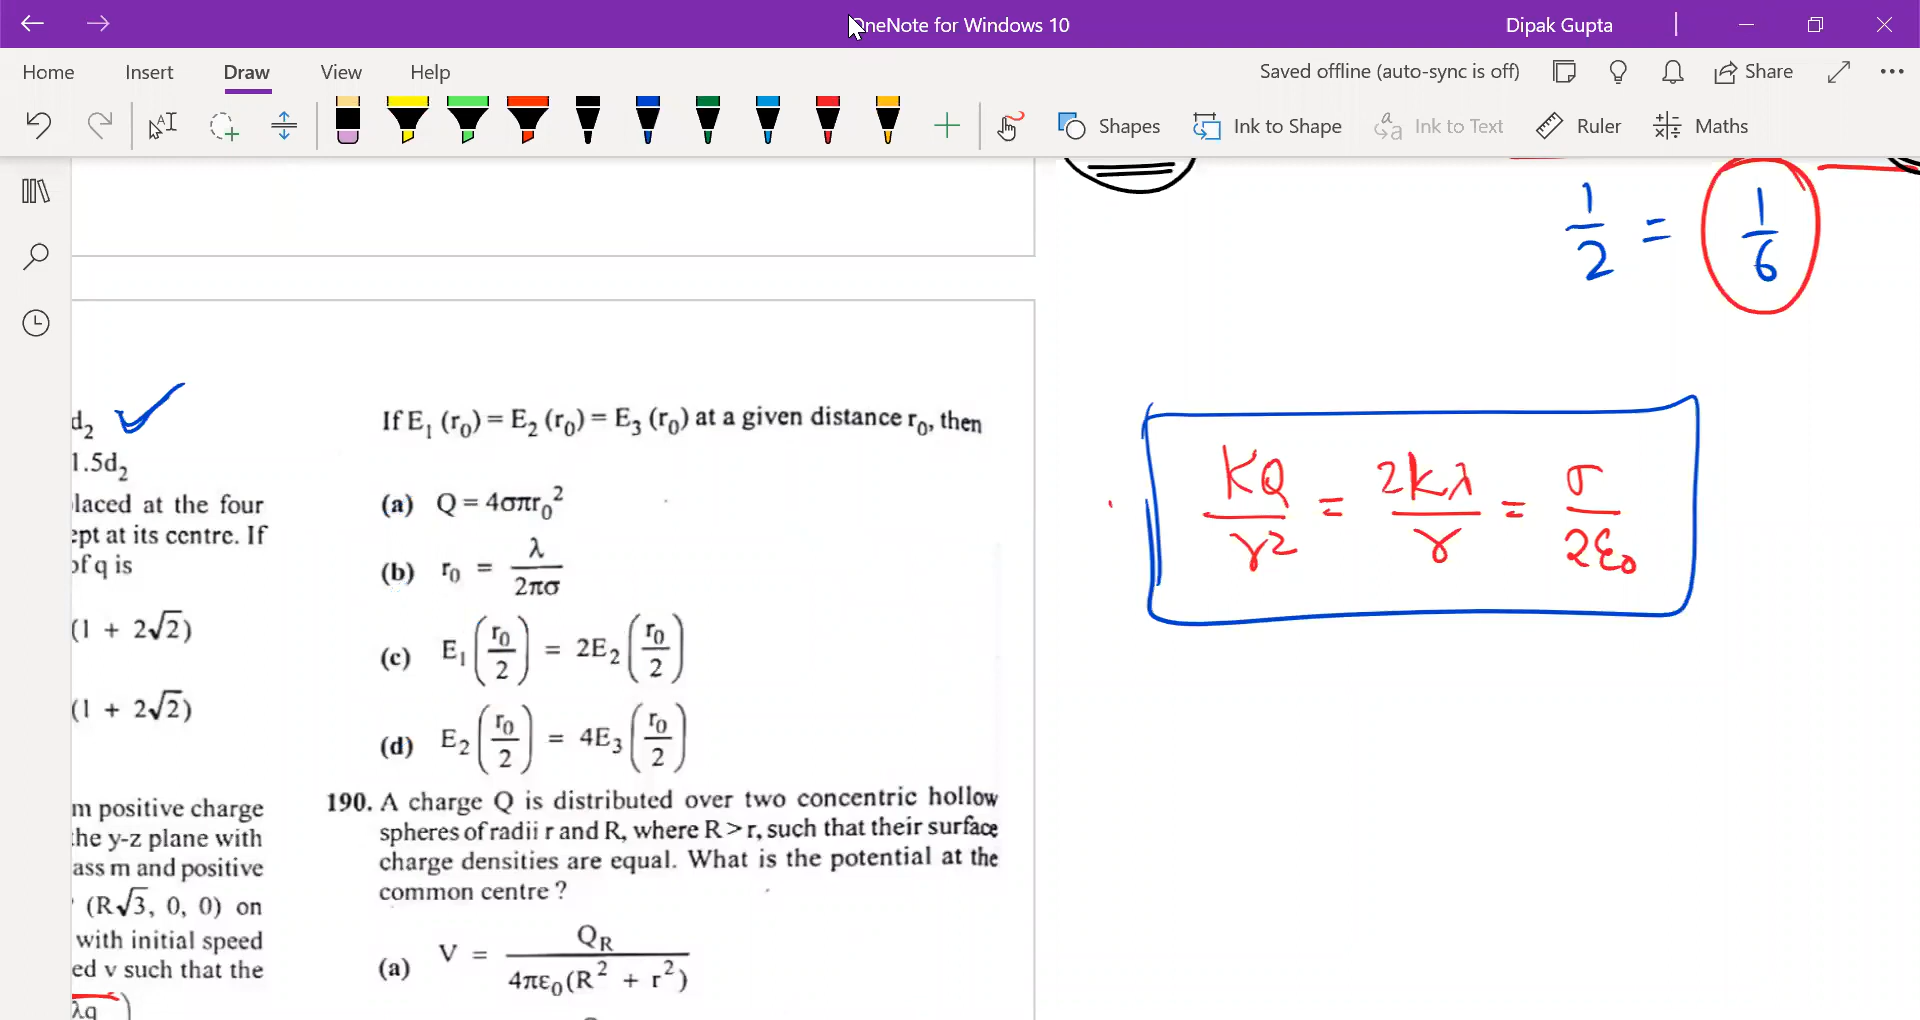 OneNote for Windows 10
Dipak Gupta
Home Insert Draw View Help
Saved offline (auto-sync is off)
Share
Shapes
Ink to Shape
Ink to Text
Ruler
Maths
1/2 = 1/6
d₂
1.5d₂
laced at the four
ept at its centre. If
of q is
(1 + 2√2)
(1 + 2√2)
m positive charge
he y-z plane with
ass m and positive
(R√3, 0, 0) on
with initial speed
ed v such that the
λq
If E₁ (r₀) = E₂ (r₀) = E₃ (r₀) at a given distance r₀, then
(a) Q = 4σπr₀²
(b) r₀ = λ/2πσ
(c) E₁(r₀/2) = 2E₂(r₀/2)
(d) E₂(r₀/2) = 4E₃(r₀/2)
190. A charge Q is distributed over two concentric hollow
spheres of radii r and R, where R > r, such that their surface
charge densities are equal. What is the potential at the
common centre ?
(a) V = QR/4πε₀(R² + r²)
KQ/r² = 2kλ/r = σ/2ε₀